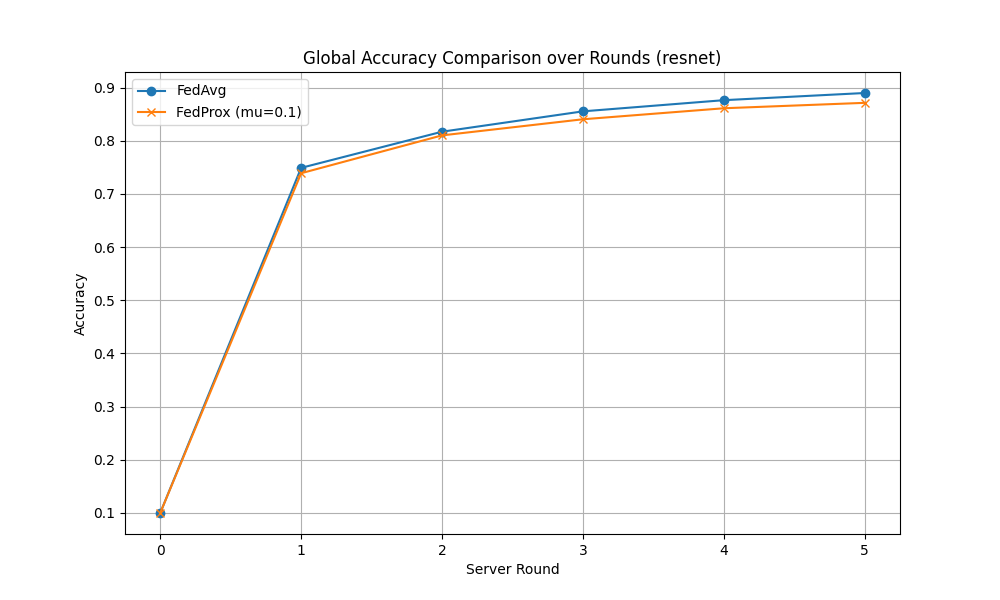 Global Accuracy Comparison over Rounds (resnet)
FedAvg
FedProx (mu=0.1)
0.9
0.8
0.7
0.6
0.5
0.4
0.3
0.2
0.1
Accuracy
0 1 2 3 4 5
Server Round